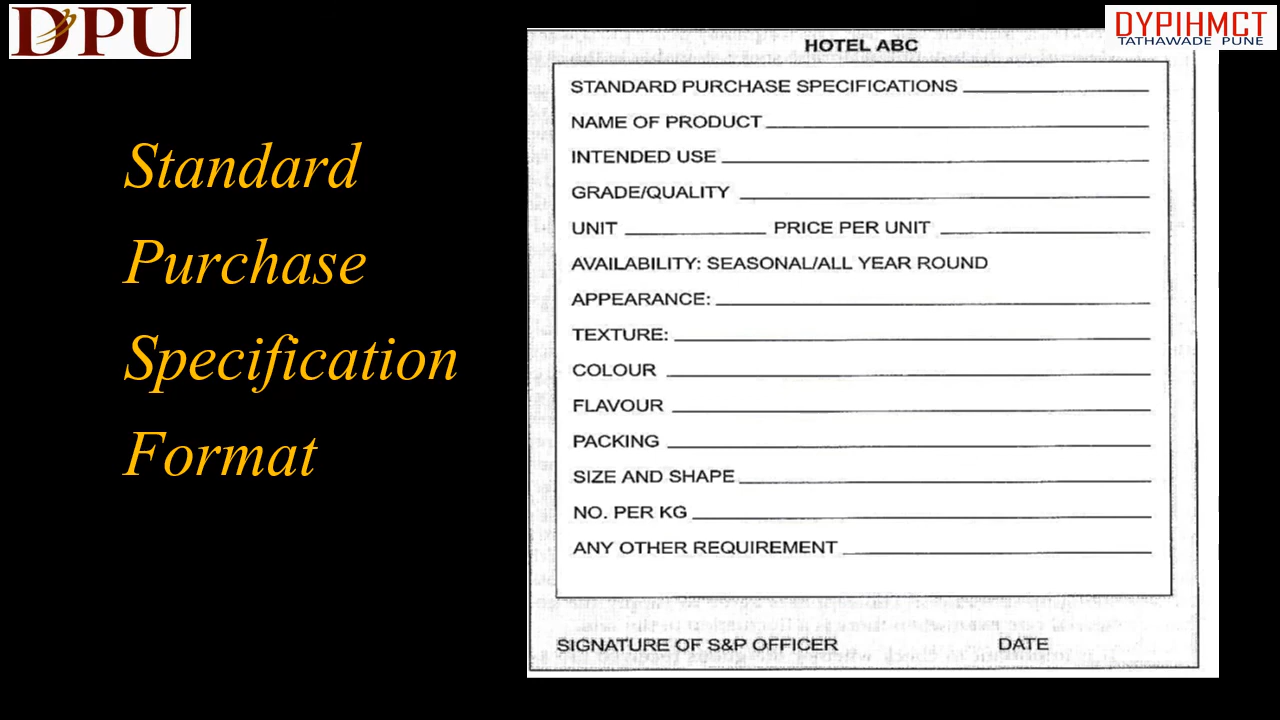 DPU
DYPIHMCT
TATHAWADE PUNE
Standard
Purchase
Specification
Format
HOTEL ABC
STANDARD PURCHASE SPECIFICATIONS
NAME OF PRODUCT
INTENDED USE
GRADE/QUALITY
UNIT PRICE PER UNIT
AVAILABILITY: SEASONAL/ALL YEAR ROUND
APPEARANCE:
TEXTURE:
COLOUR
FLAVOUR
PACKING
SIZE AND SHAPE
NO. PER KG
ANY OTHER REQUIREMENT
SIGNATURE OF S&P OFFICER DATE